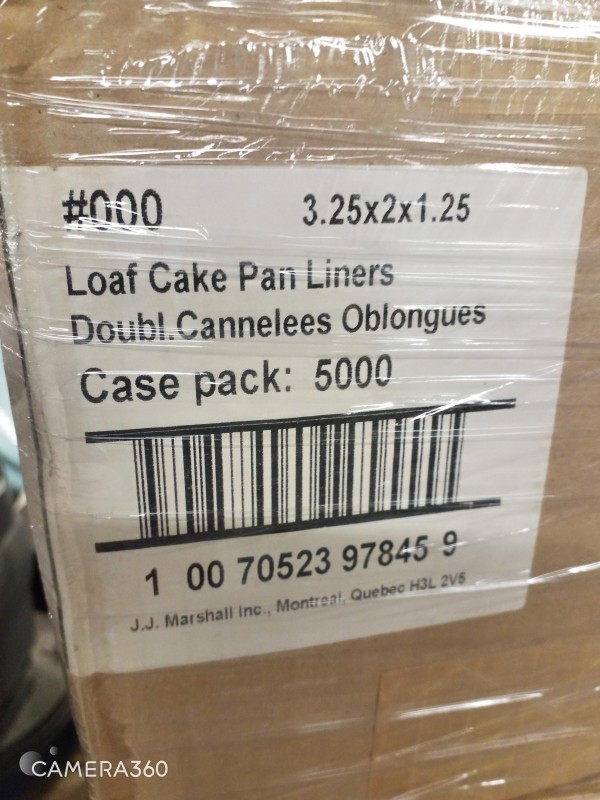 #000 3.25x2x1.25
Loaf Cake Pan Liners
Doubl.Cannelees Oblongues
Case pack: 5000
1 00 70523 97845 9
J.J. Marshall Inc., Montreal, Quebec H3L 2V5
CAMERA360